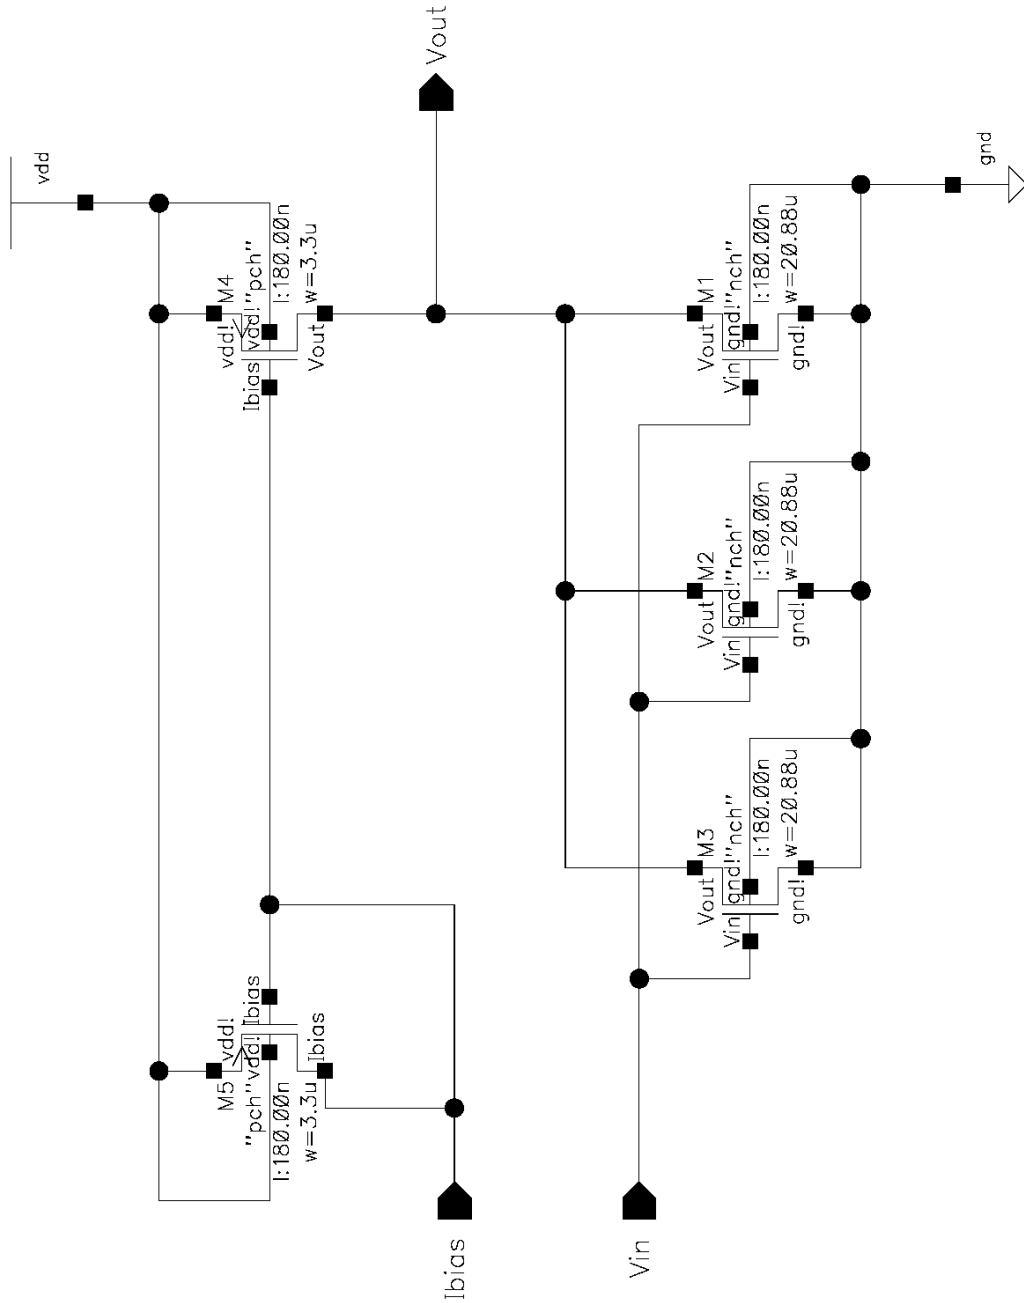 vdd
gnd
Vout
Ibias
Vin
M5
vdd!
"pch"
vdd!
Ibias
l:180.00n
w=3.3u
Ibias
M4
vdd!
"pch"
vdd!
Ibias
l:180.00n
w=3.3u
Vout
M3
Vout
"nch"
gnd!
Vin
l:180.00n
w=20.88u
gnd!
M2
Vout
"nch"
gnd!
Vin
l:180.00n
w=20.88u
gnd!
M1
Vout
"nch"
gnd!
Vin
l:180.00n
w=20.88u
gnd!